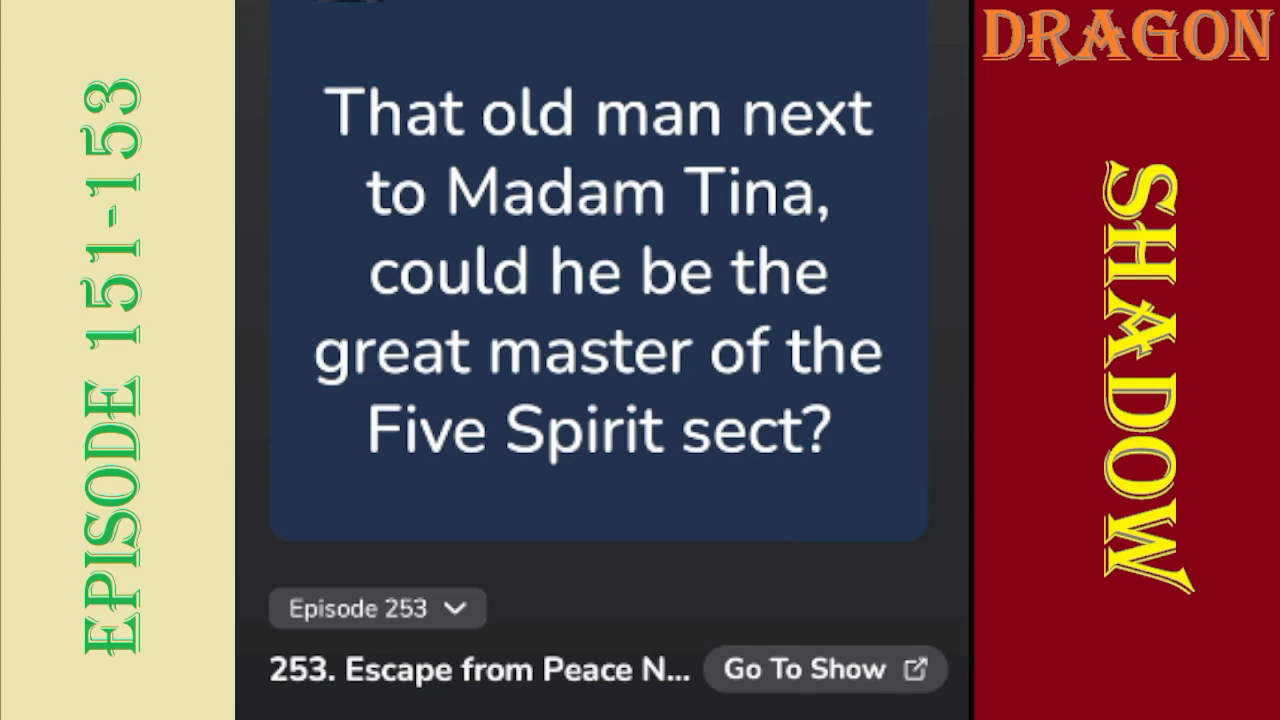 EPISODE 151-153
That old man next
to Madam Tina,
could he be the
great master of the
Five Spirit sect?
Episode 253
253. Escape from Peace N...
Go To Show
DRAGON
SHADOW